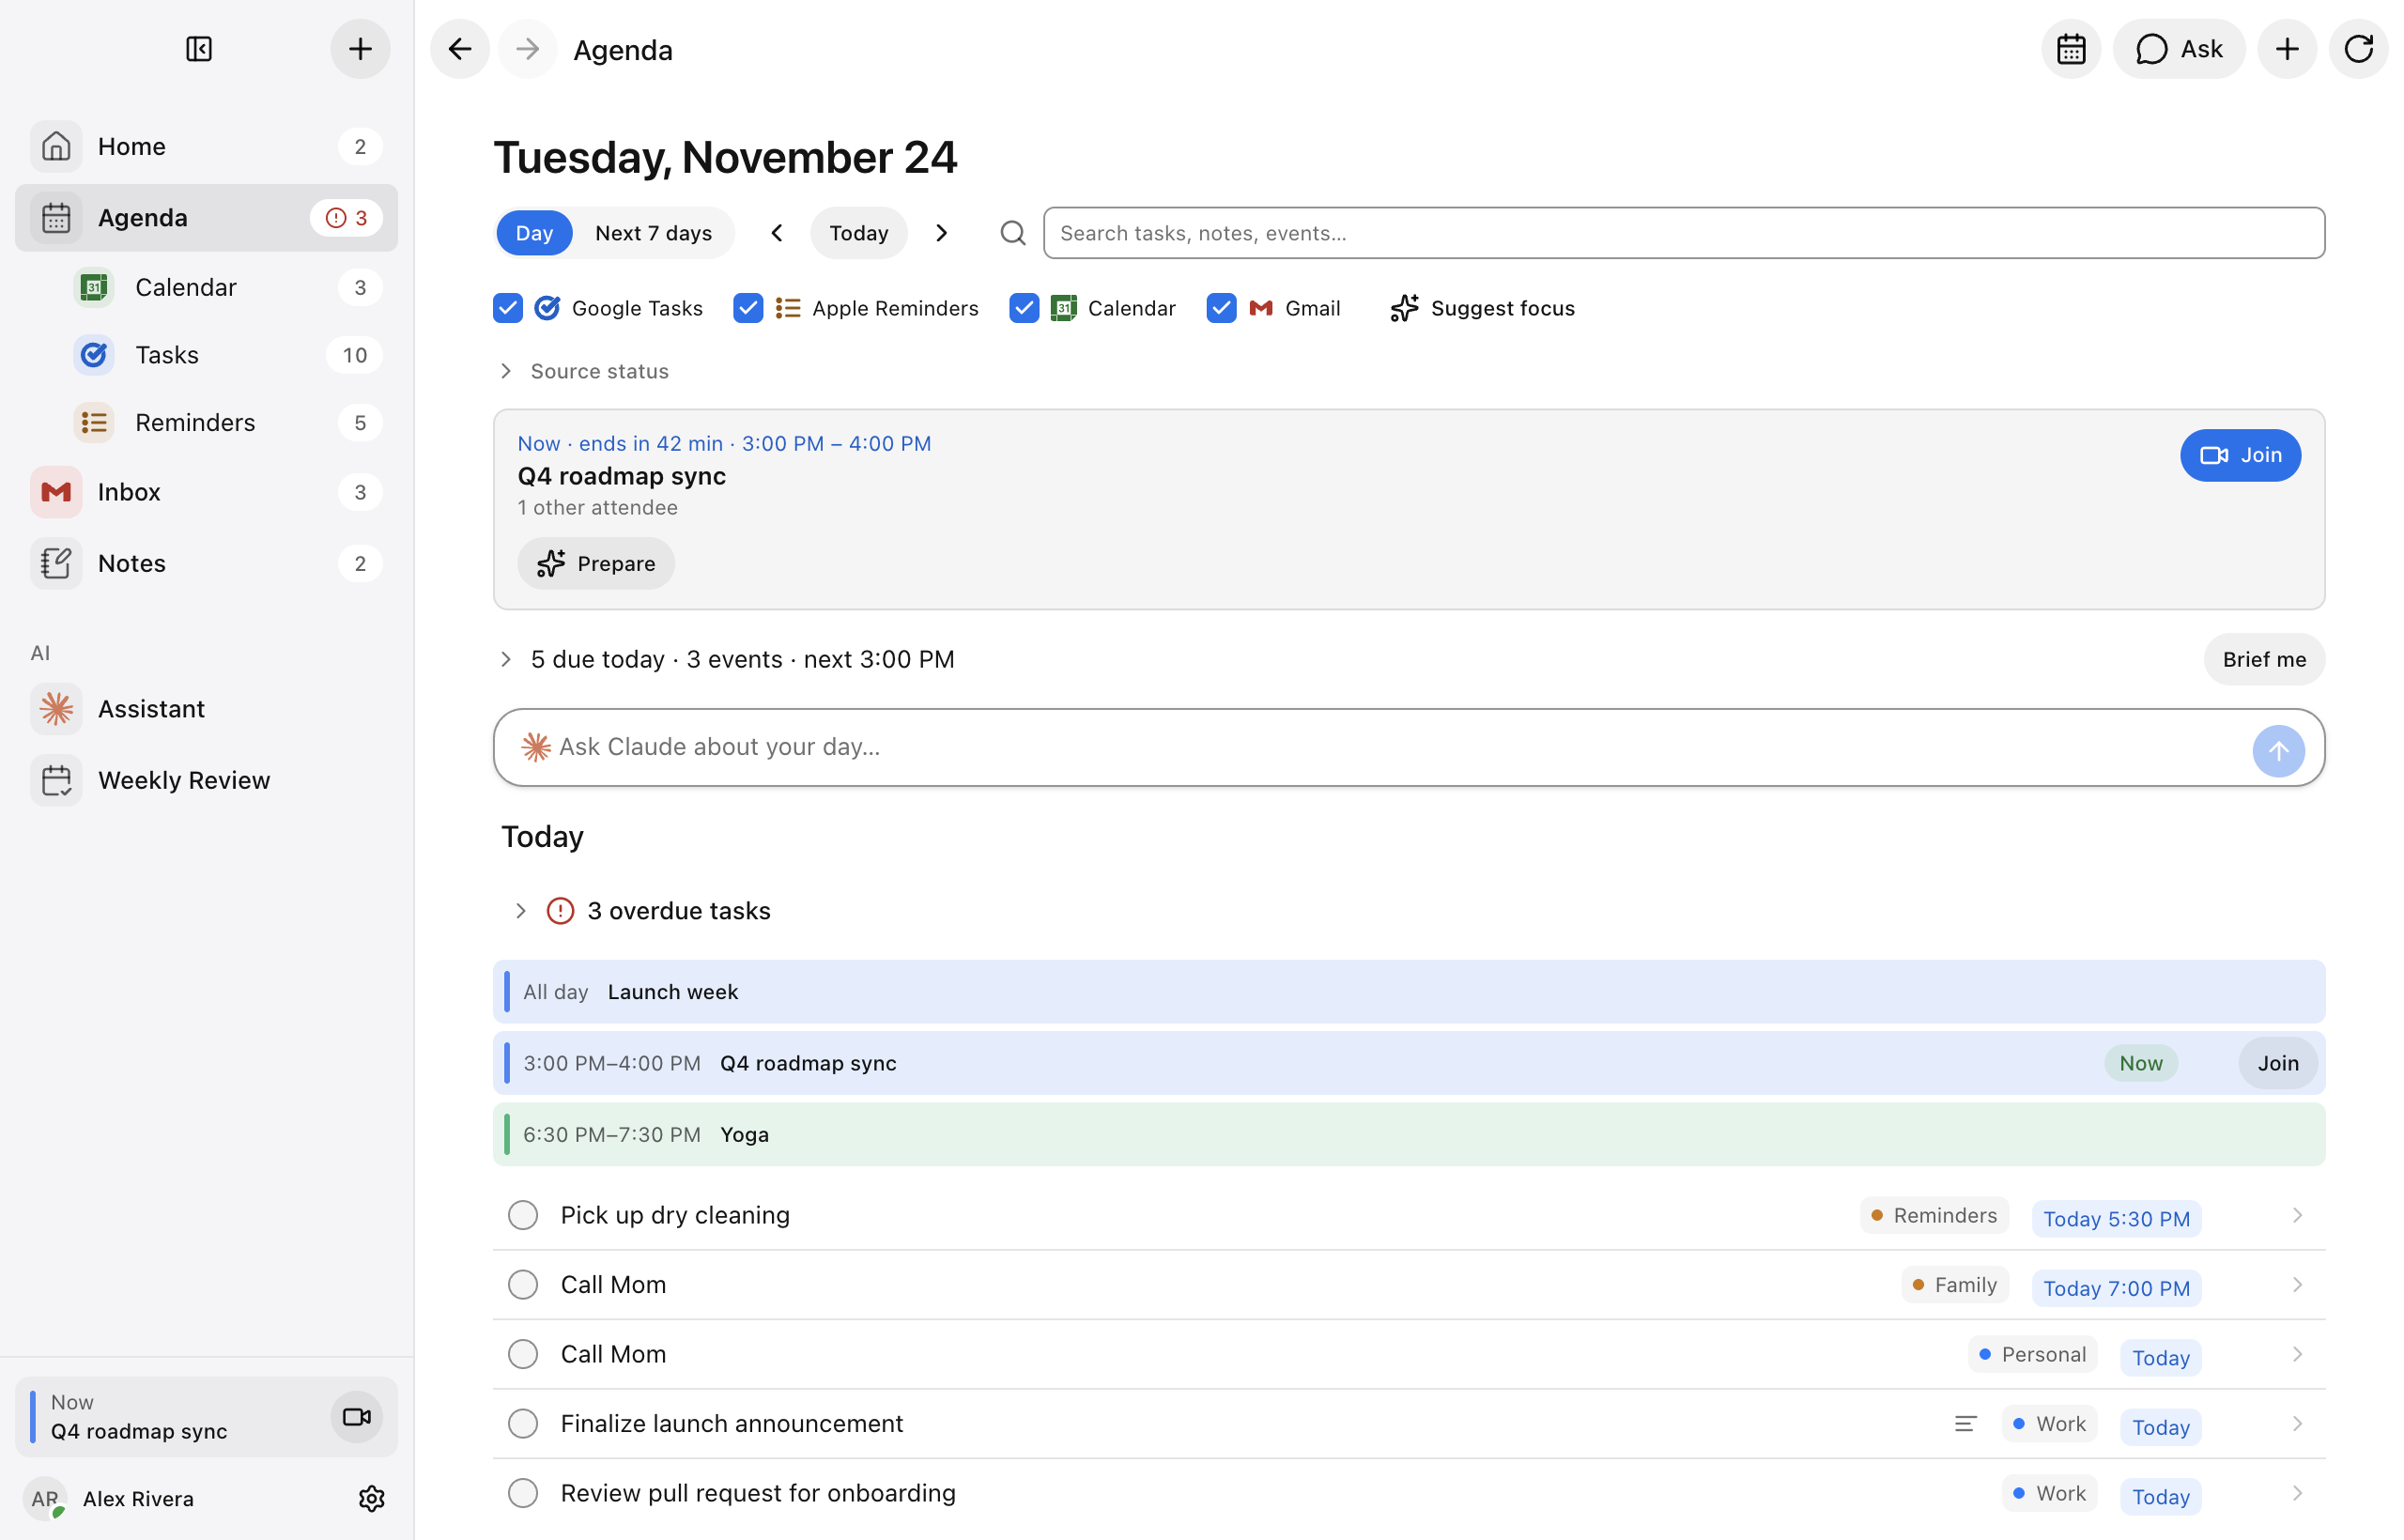 Agenda
Ask
Home 2
Agenda 3
Calendar 3
Tasks 10
Reminders 5
Inbox 3
Notes 2
AI
Assistant
Weekly Review
Now
Q4 roadmap sync
AR Alex Rivera
Tuesday, November 24
Day Next 7 days Today Search tasks, notes, events...
Google Tasks Apple Reminders 31 Calendar Gmail Suggest focus
Source status
Now · ends in 42 min · 3:00 PM – 4:00 PM
Q4 roadmap sync
1 other attendee
Join
Prepare
5 due today · 3 events · next 3:00 PM Brief me
Ask Claude about your day...
Today
3 overdue tasks
All day Launch week
3:00 PM–4:00 PM Q4 roadmap sync Now Join
6:30 PM–7:30 PM Yoga
Pick up dry cleaning Reminders Today 5:30 PM
Call Mom Family Today 7:00 PM
Call Mom Personal Today
Finalize launch announcement Work Today
Review pull request for onboarding Work Today